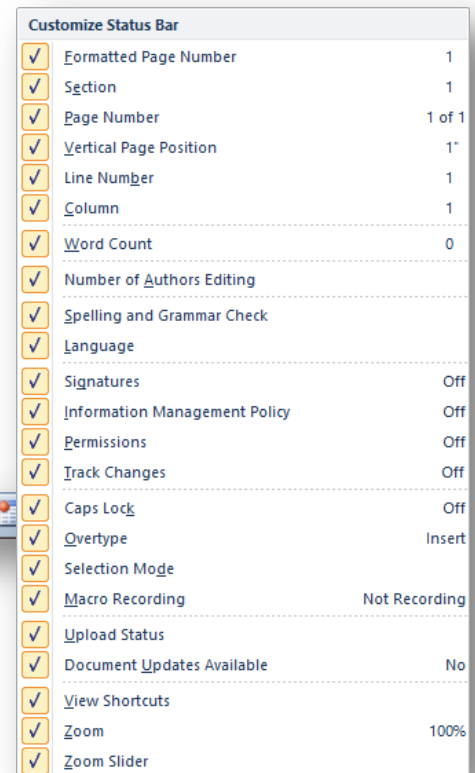 Customize Status Bar
Formatted Page Number 1
Section 1
Page Number 1 of 1
Vertical Page Position 1"
Line Number 1
Column 1
Word Count 0
Number of Authors Editing
Spelling and Grammar Check
Language
Signatures Off
Information Management Policy Off
Permissions Off
Track Changes Off
Caps Lock Off
Overtype Insert
Selection Mode
Macro Recording Not Recording
Upload Status
Document Updates Available No
View Shortcuts
Zoom 100%
Zoom Slider